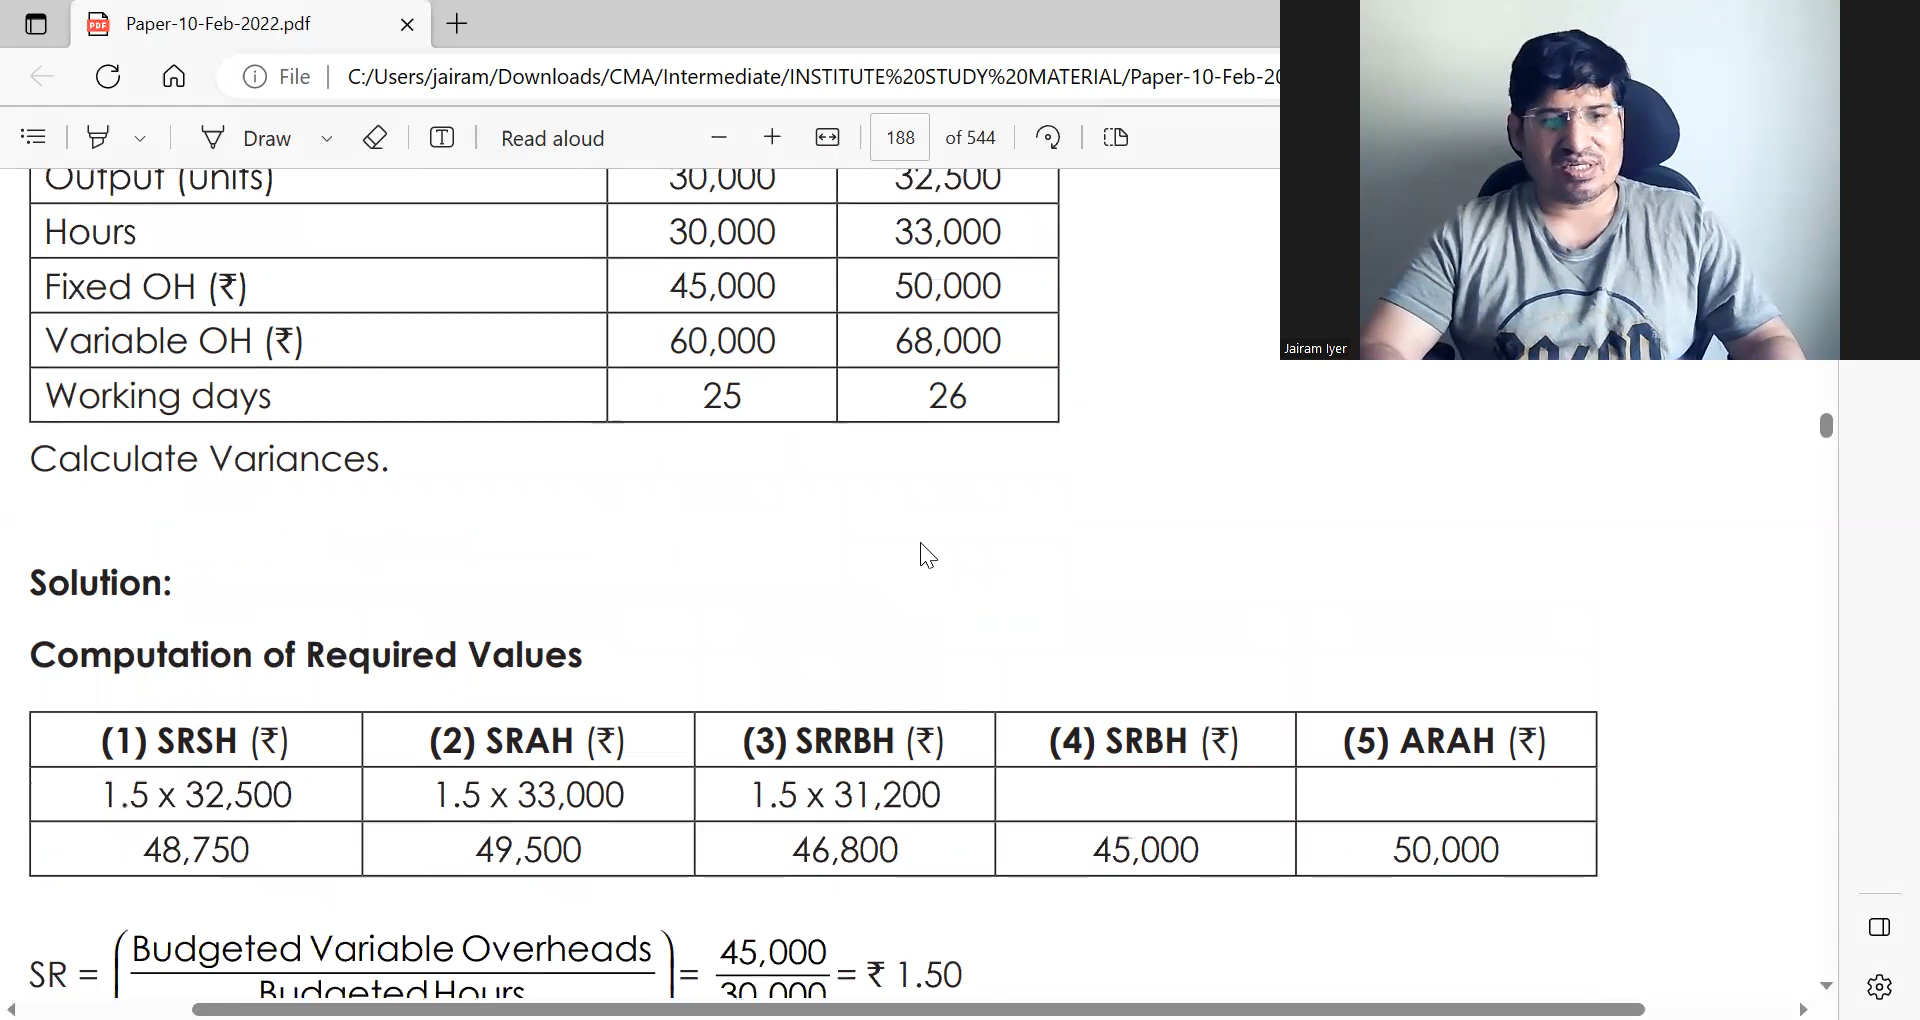 Paper-10-Feb-2022.pdf
File | C:/Users/jairam/Downloads/CMA/Intermediate/INSTITUTE%20STUDY%20MATERIAL/Paper-10-Feb-20
Draw Read aloud 188 of 544
Output (units) 30,000 32,500
Hours 30,000 33,000
Fixed OH (₹) 45,000 50,000
Variable OH (₹) 60,000 68,000
Working days 25 26
Jairam Iyer
Calculate Variances.
Solution:
Computation of Required Values
(1) SRSH (₹) (2) SRAH (₹) (3) SRRBH (₹) (4) SRBH (₹) (5) ARAH (₹)
1.5 x 32,500 1.5 x 33,000 1.5 x 31,200
48,750 49,500 46,800 45,000 50,000
Budgeted Variable Overheads 45,000
SR = = = ₹ 1.50
Budgeted Hours 30,000